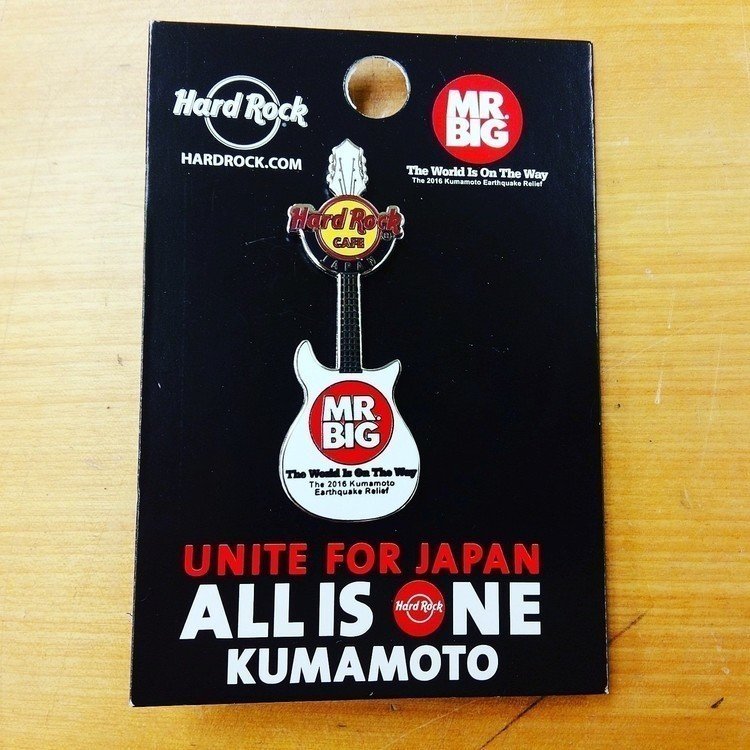 Hard Rock
HARDROCK.COM
MR.
BIG
The World Is On The Way
The 2016 Kumamoto Earthquake Relief
Hard Rock
CAFE
JAPAN
MR.
BIG
The World Is On The Way
The 2016 Kumamoto
Earthquake Relief
UNITE FOR JAPAN
ALL IS Hard Rock NE
KUMAMOTO